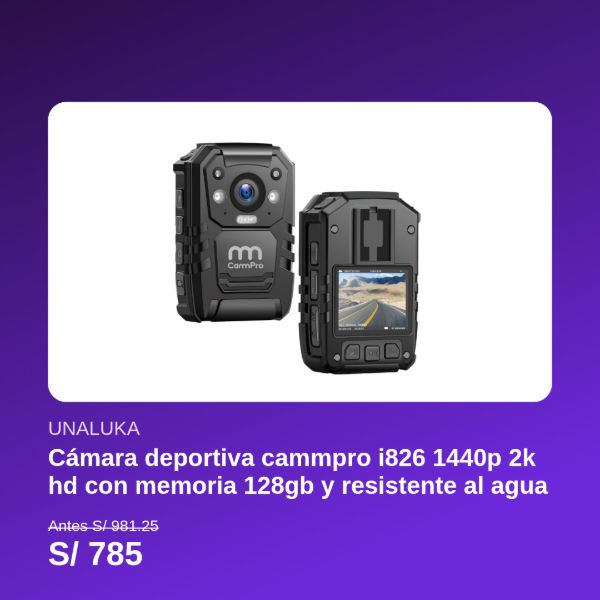 CammPro
UNALUKA
Cámara deportiva cammpro i826 1440p 2k
hd con memoria 128gb y resistente al agua
Antes S/ 981.25
S/ 785